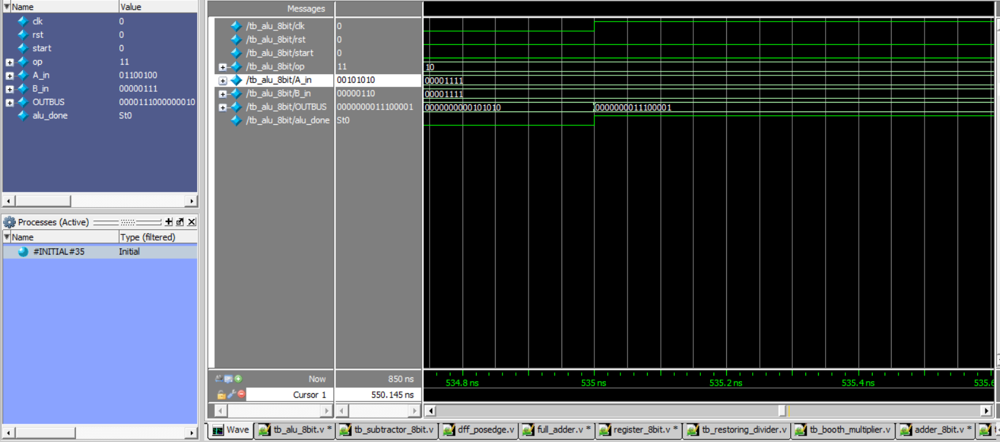 Name Value
clk 0
rst 0
start 0
op 11
A_in 01100100
B_in 00000111
OUTBUS 0000111000000010
alu_done St0
Processes (Active)
Name Type (filtered)
#INITIAL#35 Initial
Messages
/tb_alu_8bit/clk 0
/tb_alu_8bit/rst 0
/tb_alu_8bit/start 0
/tb_alu_8bit/op 11 10
/tb_alu_8bit/A_in 00101010 00001111
/tb_alu_8bit/B_in 00000110 00001111
/tb_alu_8bit/OUTBUS 0000000011100001 0000000000101010 0000000011100001
/tb_alu_8bit/alu_done St0
Now 850 ns
534.8 ns 535 ns 535.2 ns 535.4 ns 535.6
Cursor 1 550.145 ns
Wave tb_alu_8bit.v * tb_subtractor_8bit.v dff_posedge.v full_adder.v * register_8bit.v * tb_restoring_divider.v tb_booth_multiplier.v adder_8bit.v *